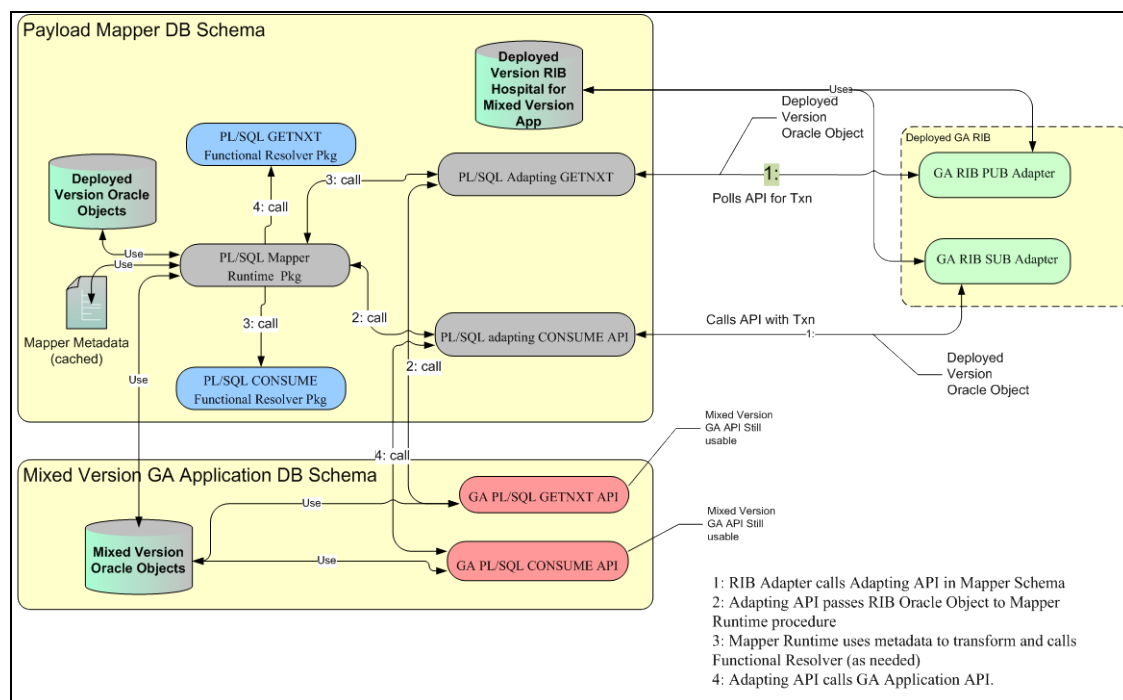 Payload Mapper DB Schema
Deployed
Version RIB
Hospital for
Mixed Version
App
Uses
Deployed
Version
Oracle Object
Deployed GA RIB
PL/SQL GETNXT
Functional Resolver Pkg
Deployed
Version Oracle
Objects
3: call
PL/SQL Adapting GETNXT
1:
GA RIB PUB Adapter
4: call
Polls API for Txn
Use
Use
PL/SQL Mapper
Runtime Pkg
GA RIB SUB Adapter
Mapper Metadata
(cached)
3: call
2: call
Calls API with Txn
PL/SQL adapting CONSUME API
1:
2: call
Deployed
Version
Oracle Object
Use
PL/SQL CONSUME
Functional Resolver Pkg
Mixed Version
GA API Still
usable
4: call
Mixed Version GA Application DB Schema
GA PL/SQL GETNXT API
Use
Mixed Version
GA API Still
usable
Mixed Version
Oracle Objects
Use
GA PL/SQL CONSUME API
1: RIB Adapter calls Adapting API in Mapper Schema
2: Adapting API passes RIB Oracle Object to Mapper
Runtime procedure
3: Mapper Runtime uses metadata to transform and calls
Functional Resolver (as needed)
4: Adapting API calls GA Application API.